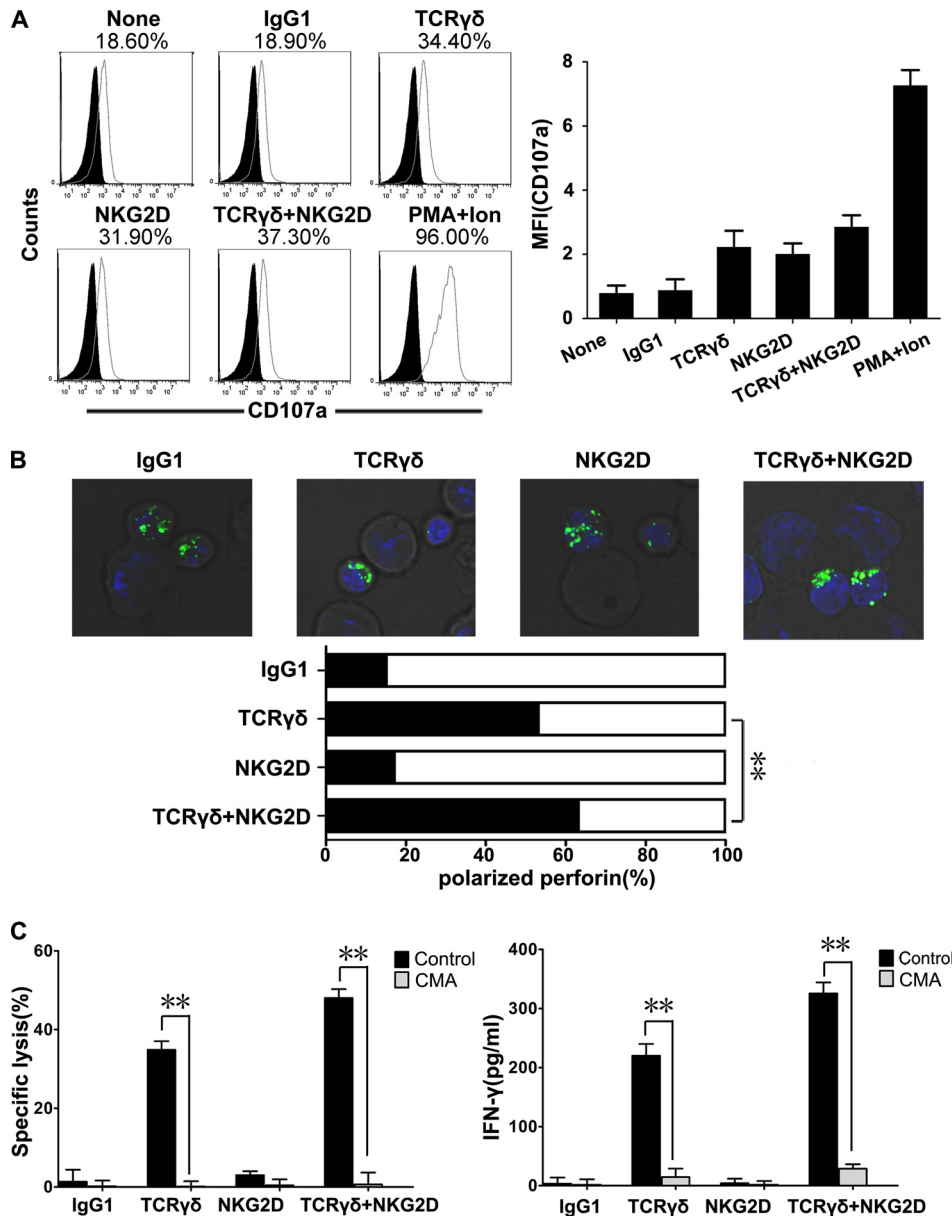 A
None
18.60%
IgG1
18.90%
TCRγδ
34.40%
NKG2D
31.90%
TCRγδ+NKG2D
37.30%
PMA+Ion
96.00%
Counts
CD107a
8
6
4
2
0
MFI(CD107a)
None
IgG1
TCRγδ
NKG2D
TCRγδ+NKG2D
PMA+Ion
B
IgG1
TCRγδ
NKG2D
TCRγδ+NKG2D
IgG1
TCRγδ
NKG2D
TCRγδ+NKG2D
**
0 20 40 60 80 100
polarized perforin(%)
C
60
40
20
0
Specific lysis(%)
**
**
Control
CMA
IgG1 TCRγδ NKG2D TCRγδ+NKG2D
400
300
200
100
0
IFN-γ(pg/ml)
**
**
Control
CMA
IgG1 TCRγδ NKG2D TCRγδ+NKG2D